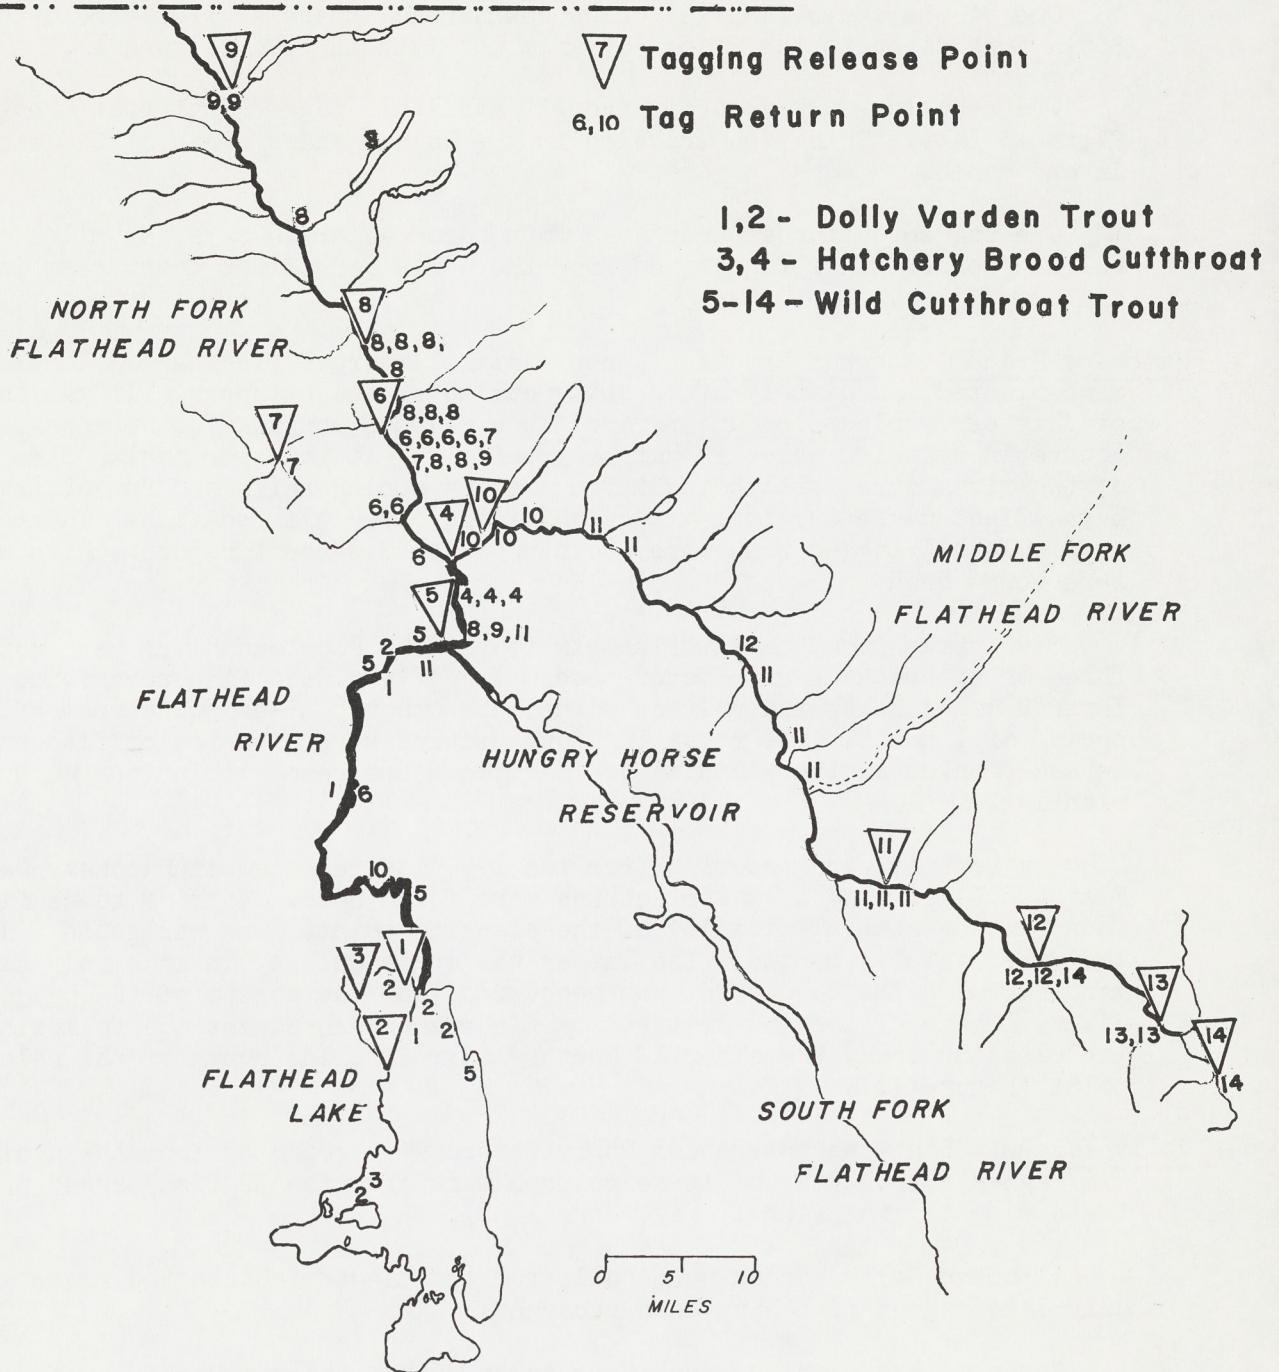 9
7 Tagging Release Point
9,9
6,10 Tag Return Point
8
1,2 - Dolly Varden Trout
3,4 - Hatchery Brood Cutthroat
5-14 - Wild Cutthroat Trout
8
NORTH FORK
FLATHEAD RIVER
8,8,8,
8
6
7
8,8,8
6,6,6,6,7
7,8,8,9
7
10
6,6
4
10
10
10
11
11
6
MIDDLE FORK
FLATHEAD RIVER
5
4,4,4
8,9,11
5
2
11
5
1
12
11
FLATHEAD
RIVER
11
11
HUNGRY HORSE
RESERVOIR
1
6
11
10
5
11,11,11
12
12,12,14
3
1
2
13
13,13
14
14
2
2
1
2
5
FLATHEAD
LAKE
SOUTH FORK
FLATHEAD RIVER
3
2
0 5 10
MILES